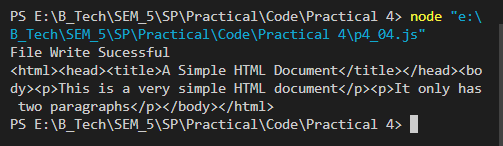 PS E:\B_Tech\SEM_5\SP\Practical\Code\Practical 4> node "e:\
B_Tech\SEM_5\SP\Practical\Code\Practical 4\p4_04.js"
File Write Sucessful
<html><head><title>A Simple HTML Document</title></head><bo
dy><p>This is a very simple HTML document</p><p>It only has
 two paragraphs</p></body></html>
PS E:\B_Tech\SEM_5\SP\Practical\Code\Practical 4>